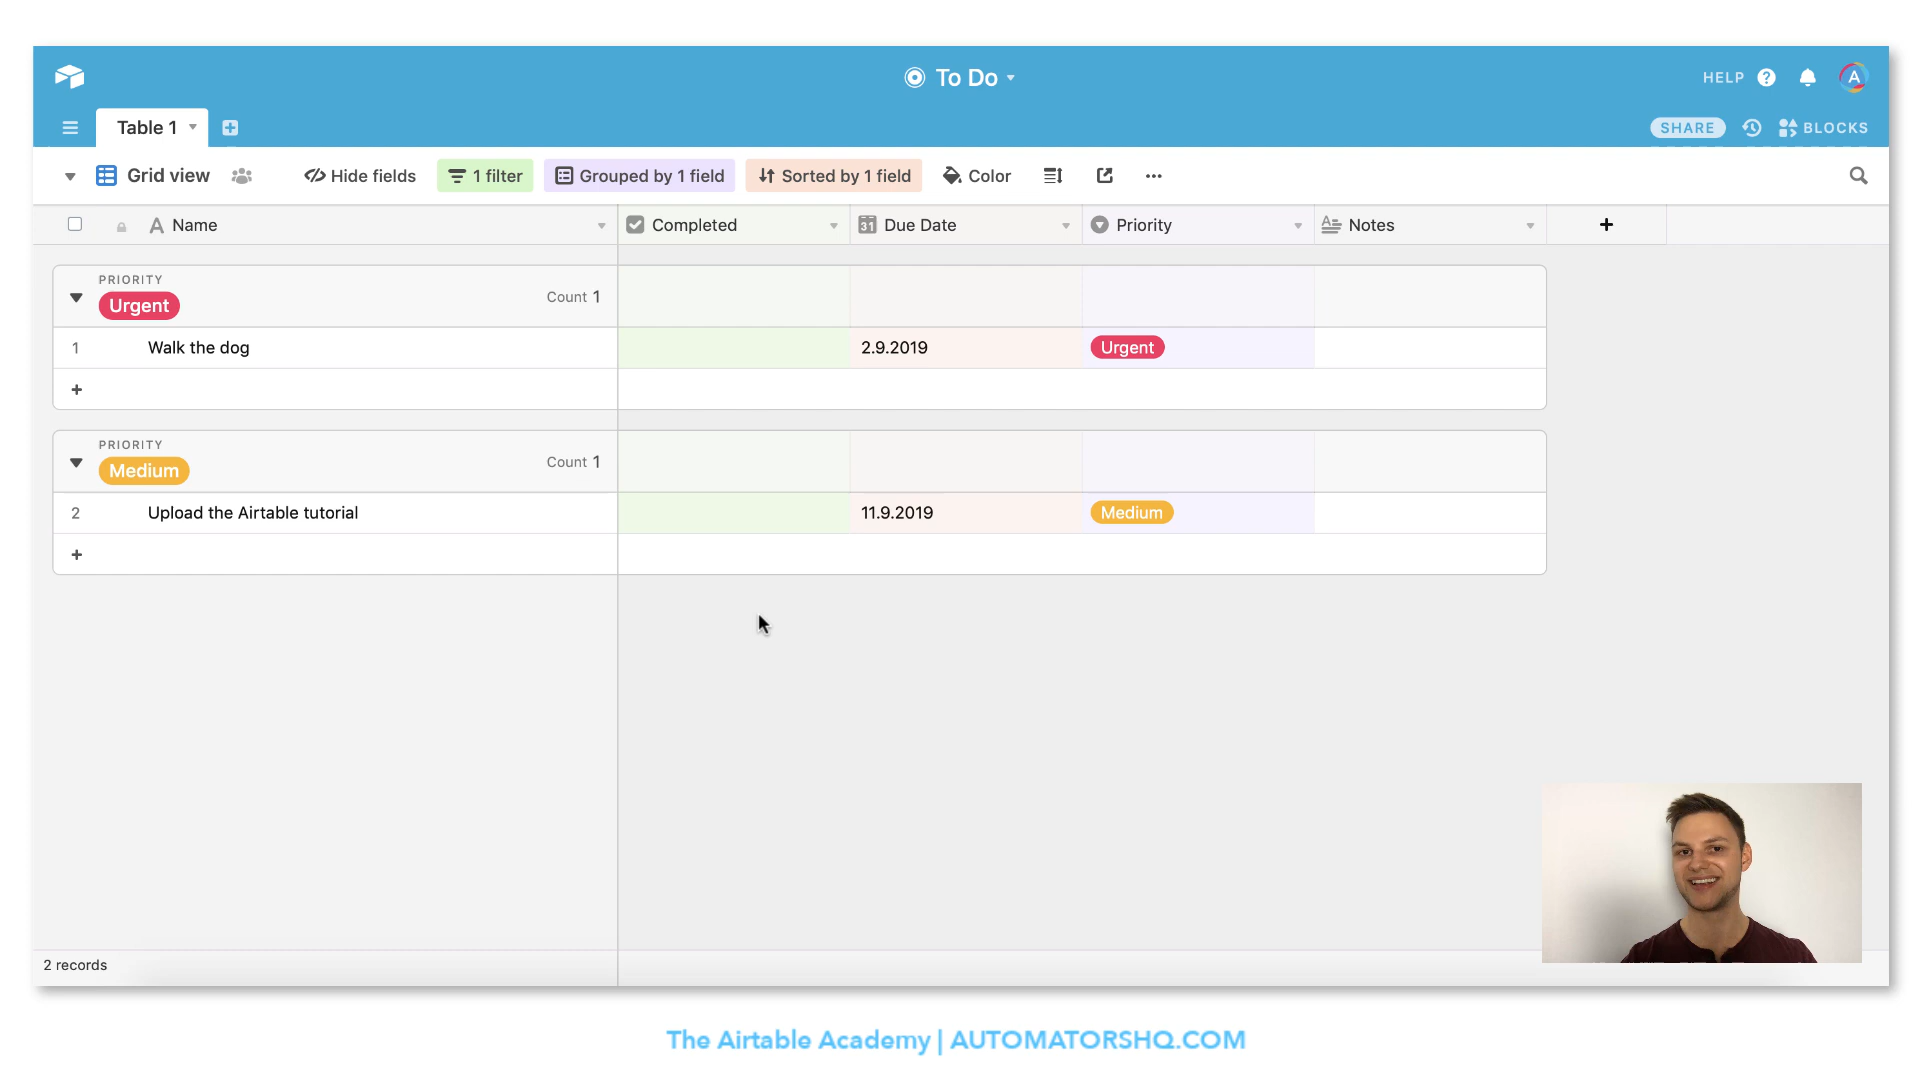 To Do
HELP ?
A
Table 1
SHARE
BLOCKS
Grid view
Hide fields
1 filter
Grouped by 1 field
Sorted by 1 field
Color
A Name
Completed
31 Due Date
Priority
A Notes
PRIORITY
Urgent
Count 1
1 Walk the dog 2.9.2019 Urgent
PRIORITY
Medium
Count 1
2 Upload the Airtable tutorial 11.9.2019 Medium
2 records
The Airtable Academy | AUTOMATORSHQ.COM